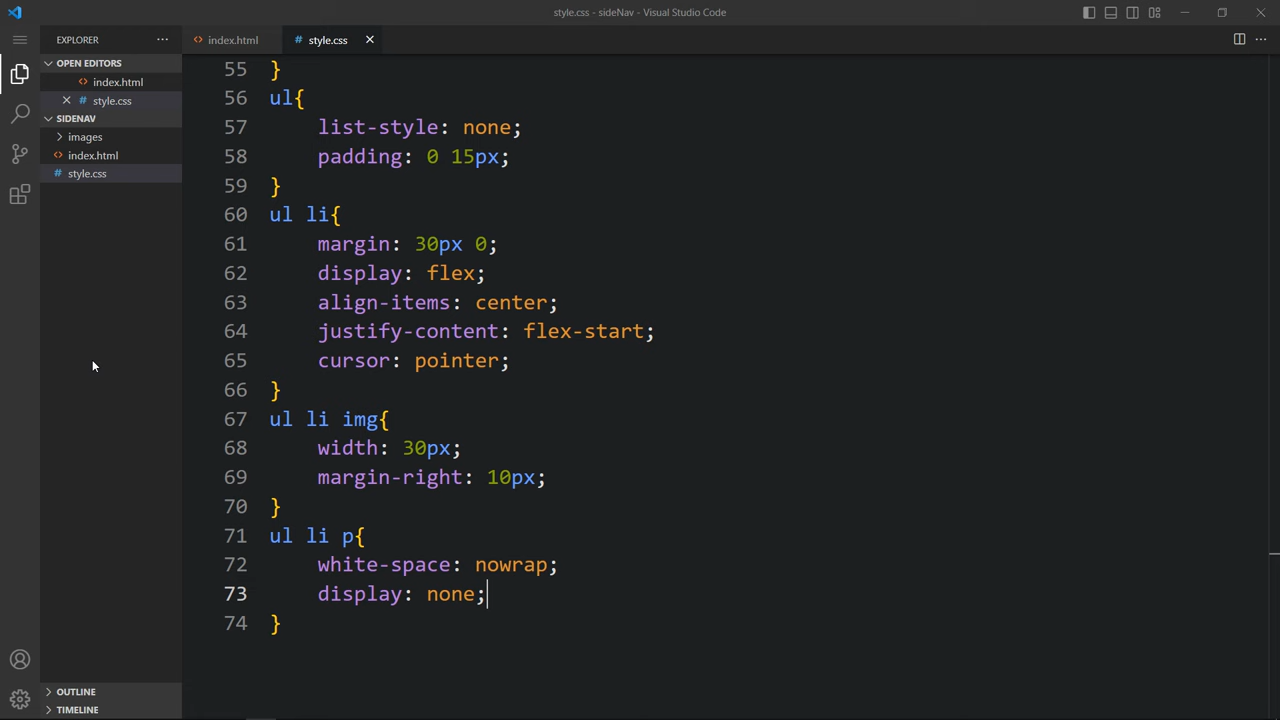 style.css - sideNav - Visual Studio Code
EXPLORER
index.html
# style.css
OPEN EDITORS
index.html
# style.css
SIDENAV
images
index.html
# style.css
OUTLINE
TIMELINE
55 }
56 ul{
57 list-style: none;
58 padding: 0 15px;
59 }
60 ul li{
61 margin: 30px 0;
62 display: flex;
63 align-items: center;
64 justify-content: flex-start;
65 cursor: pointer;
66 }
67 ul li img{
68 width: 30px;
69 margin-right: 10px;
70 }
71 ul li p{
72 white-space: nowrap;
73 display: none;
74 }